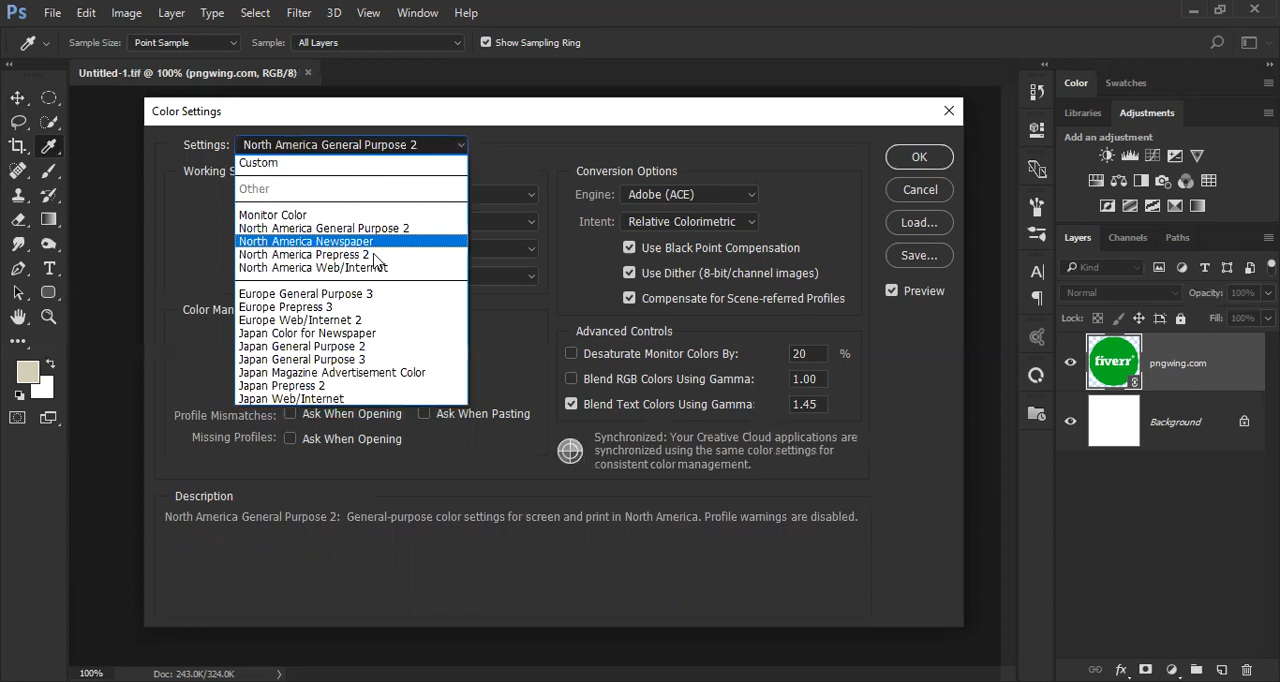 Ps File Edit Image Layer Type Select Filter 3D View Window Help
Sample Size: Point Sample Sample: All Layers Show Sampling Ring
Untitled-1.tif @ 100% (pngwing.com, RGB/8) ×
Color Settings
Settings: North America General Purpose 2
Custom
Other
Monitor Color
North America General Purpose 2
North America Newspaper
North America Prepress 2
North America Web/Internet
Europe General Purpose 3
Europe Prepress 3
Europe Web/Internet 2
Japan Color for Newspaper
Japan General Purpose 2
Japan General Purpose 3
Japan Magazine Advertisement Color
Japan Prepress 2
Japan Web/Internet
Working S
Color Man
Profile Mismatches: Ask When Opening Ask When Pasting
Missing Profiles: Ask When Opening
Conversion Options
Engine: Adobe (ACE)
Intent: Relative Colorimetric
Use Black Point Compensation
Use Dither (8-bit/channel images)
Compensate for Scene-referred Profiles
Advanced Controls
Desaturate Monitor Colors By: 20 %
Blend RGB Colors Using Gamma: 1.00
Blend Text Colors Using Gamma: 1.45
Synchronized: Your Creative Cloud applications are
synchronized using the same color settings for
consistent color management.
OK
Cancel
Load...
Save...
Preview
Description
North America General Purpose 2: General-purpose color settings for screen and print in North America. Profile warnings are disabled.
Color Swatches
Libraries Adjustments
Add an adjustment
Layers Channels Paths
Kind
Normal Opacity: 100%
Lock: Fill: 100%
fiverr
pngwing.com
Background
100% Doc: 243.0K/324.0K